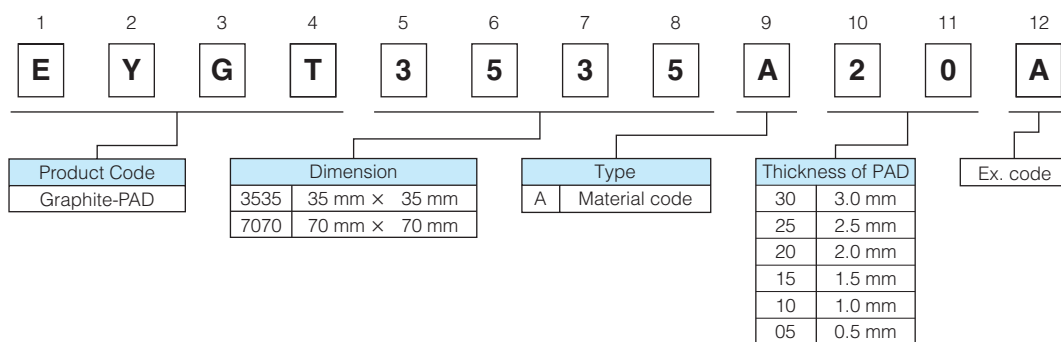 1 2 3 4 5 6 7 8 9 10 11 12
E Y G T 3 5 3 5 A 2 0 A
Product Code
Graphite-PAD
Dimension
3535 35 mm × 35 mm
7070 70 mm × 70 mm
Type
A Material code
Thickness of PAD
30 3.0 mm
25 2.5 mm
20 2.0 mm
15 1.5 mm
10 1.0 mm
05 0.5 mm
Ex. code